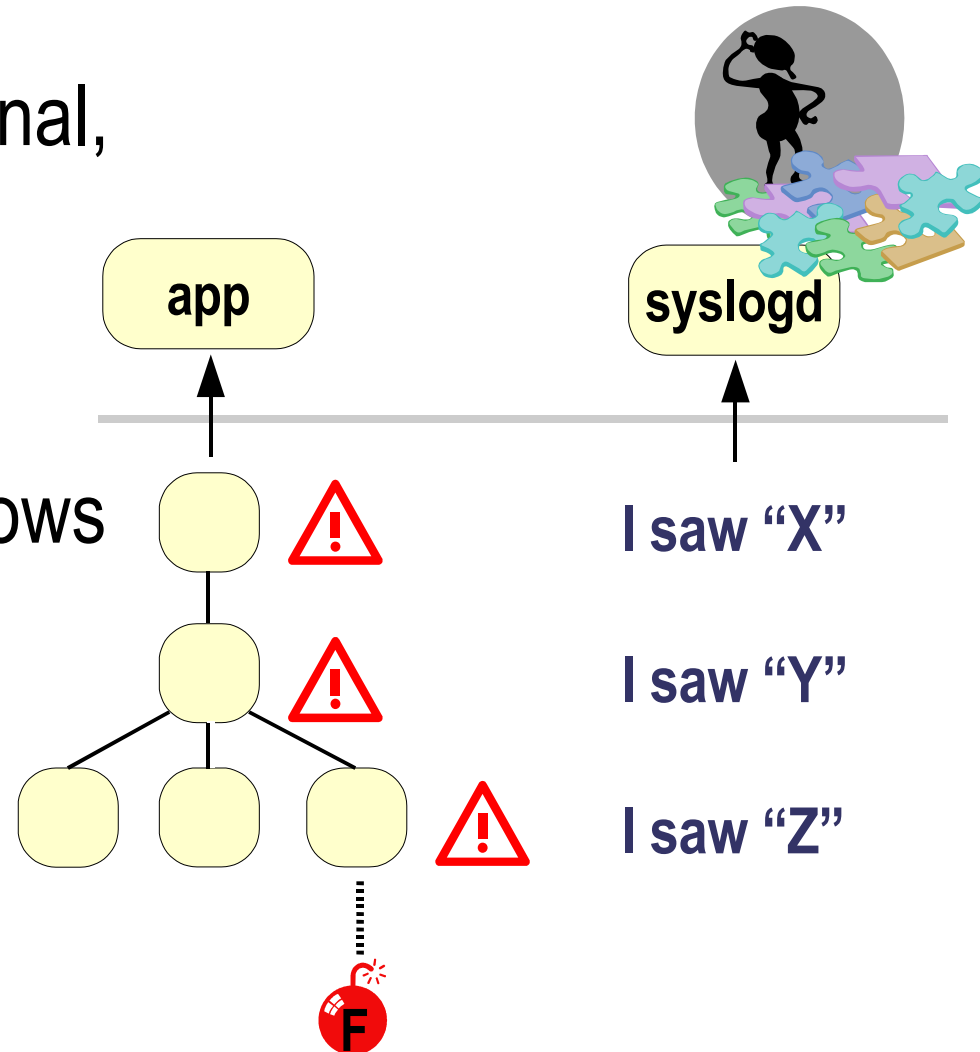 nal,
app
syslogd
ows
I saw “X”
I saw “Y”
I saw “Z”
F